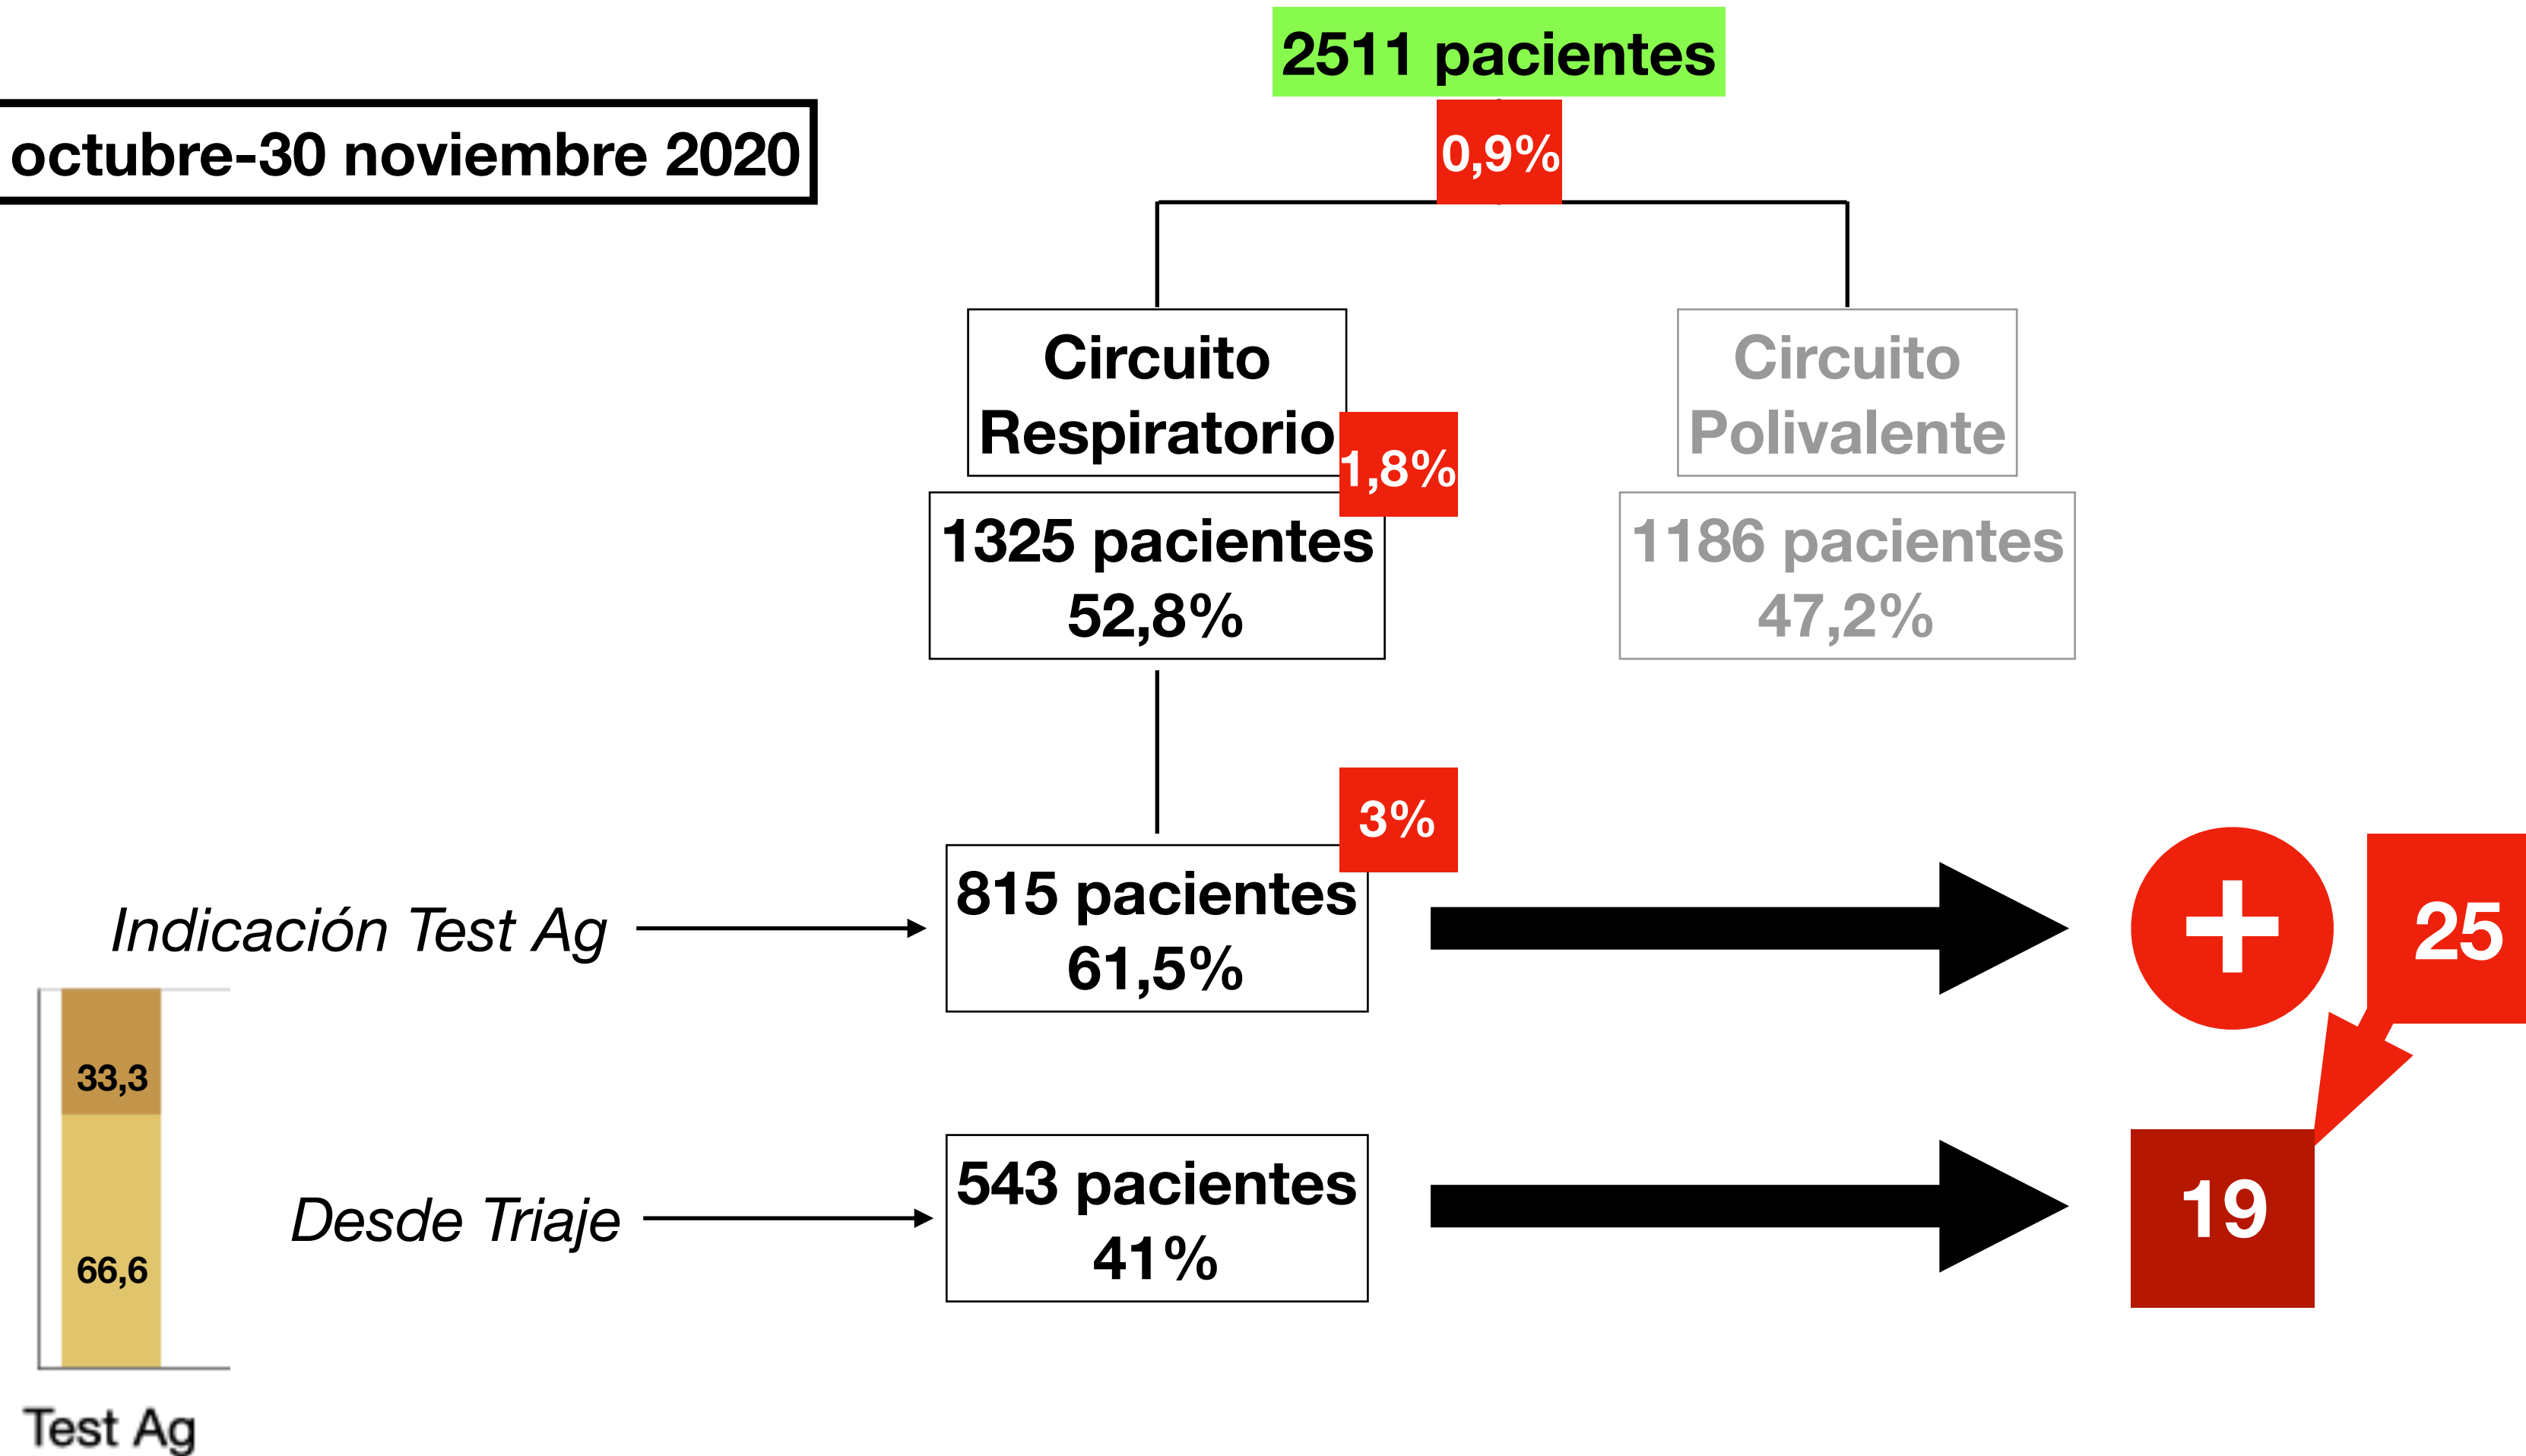 2511 pacientes
octubre-30 noviembre 2020
0,9%
Circuito
Respiratorio
1,8%
1325 pacientes
52,8%
Circuito
Polivalente
1186 pacientes
47,2%
3%
Indicación Test Ag
815 pacientes
61,5%
+
25
33,3
66,6
Test Ag
Desde Triaje
543 pacientes
41%
19